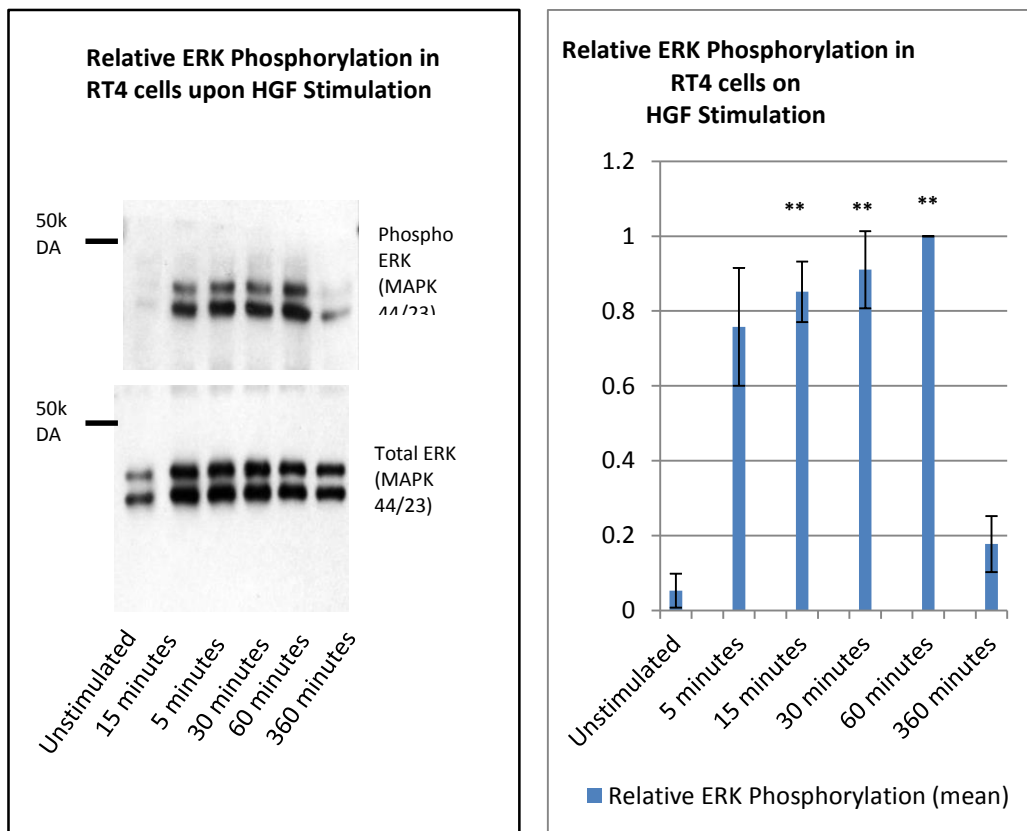 Relative ERK Phosphorylation in
RT4 cells upon HGF Stimulation
50k
DA
Phospho
ERK
(MAPK
44/23)
50k
DA
Total ERK
(MAPK
44/23)
Unstimulated
15 minutes
5 minutes
30 minutes
60 minutes
360 minutes
Relative ERK Phosphorylation in
RT4 cells on
HGF Stimulation
1.2
1
0.8
0.6
0.4
0.2
0
**
**
**
Unstimulated
5 minutes
15 minutes
30 minutes
60 minutes
360 minutes
Relative ERK Phosphorylation (mean)